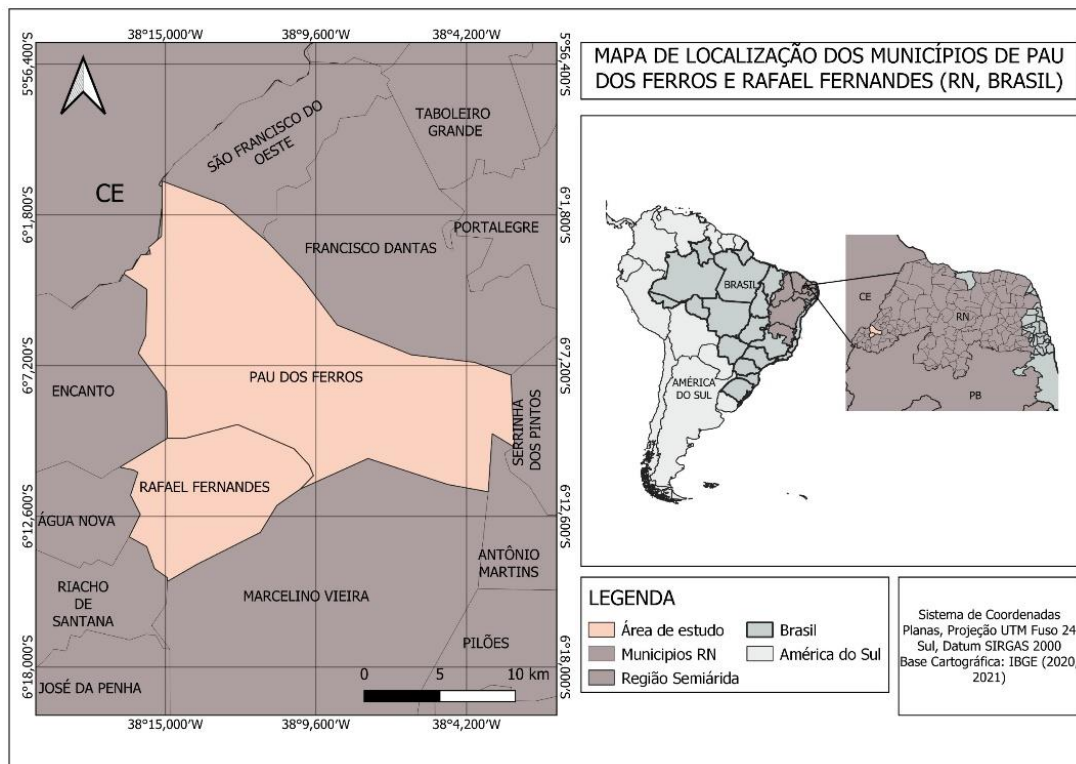 MAPA DE LOCALIZAÇÃO DOS MUNICÍPIOS DE PAU
DOS FERROS E RAFAEL FERNANDES (RN, BRASIL)
38°15,000'W 38°9,600'W 38°4,200'W
5°56,400'S 5°56,400'S
SÃO FRANCISCO DO
OESTE
TABOLEIRO
GRANDE
CE
6°1,800'S 6°1,800'S
PORTALEGRE
FRANCISCO DANTAS
6°7,200'S 6°7,200'S
PAU DOS FERROS
ENCANTO
SERRINHA
DOS PINTOS
RAFAEL FERNANDES
6°12,600'S 6°12,600'S
ÁGUA NOVA
ANTÔNIO
MARTINS
RIACHO
DE
SANTANA
MARCELINO VIEIRA
PILÕES
6°18,000'S 6°18,000'S
JOSÉ DA PENHA
0 5 10 km
38°15,000'W 38°9,600'W 38°4,200'W
BRASIL
AMÉRICA
DO SUL
CE
RN
PB
LEGENDA
Área de estudo
Municipios RN
Região Semiárida
Brasil
América do Sul
Sistema de Coordenadas
Planas, Projeção UTM Fuso 24
Sul, Datum SIRGAS 2000
Base Cartográfica: IBGE (2020,
2021)